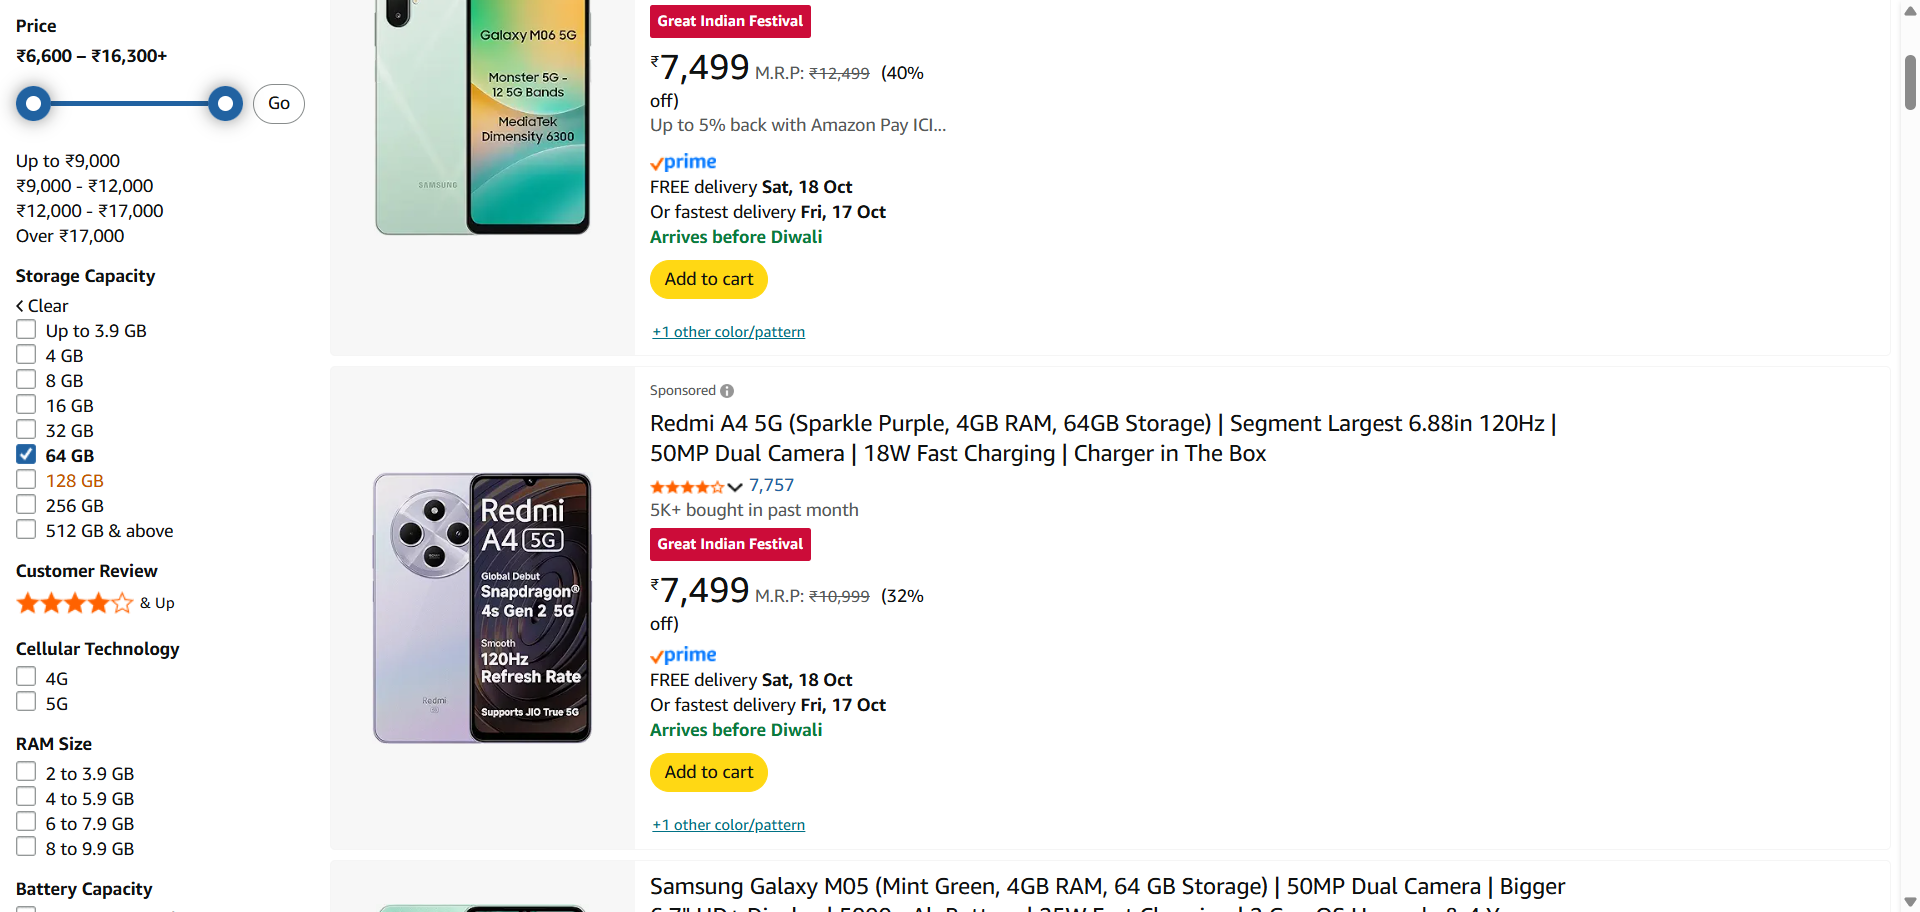 Price
₹6,600 – ₹16,300+
Go
Up to ₹9,000
₹9,000 - ₹12,000
₹12,000 - ₹17,000
Over ₹17,000
Storage Capacity
Clear
Up to 3.9 GB
4 GB
8 GB
16 GB
32 GB
64 GB
128 GB
256 GB
512 GB & above
Customer Review
& Up
Cellular Technology
4G
5G
RAM Size
2 to 3.9 GB
4 to 5.9 GB
6 to 7.9 GB
8 to 9.9 GB
Battery Capacity
Galaxy M06 5G
Monster 5G -
12 5G Bands
MediaTek
Dimensity 6300
SAMSUNG
Great Indian Festival
₹7,499 M.R.P: ₹12,499 (40%
off)
Up to 5% back with Amazon Pay ICI...
prime
FREE delivery Sat, 18 Oct
Or fastest delivery Fri, 17 Oct
Arrives before Diwali
Add to cart
+1 other color/pattern
Redmi
A4 5G
Global Debut
Snapdragon®
4s Gen 2 5G
Smooth
120Hz
Refresh Rate
Supports JIO True 5G
Redmi
Sponsored
Redmi A4 5G (Sparkle Purple, 4GB RAM, 64GB Storage) | Segment Largest 6.88in 120Hz |
50MP Dual Camera | 18W Fast Charging | Charger in The Box
7,757
5K+ bought in past month
Great Indian Festival
₹7,499 M.R.P: ₹10,999 (32%
off)
prime
FREE delivery Sat, 18 Oct
Or fastest delivery Fri, 17 Oct
Arrives before Diwali
Add to cart
+1 other color/pattern
Samsung Galaxy M05 (Mint Green, 4GB RAM, 64 GB Storage) | 50MP Dual Camera | Bigger